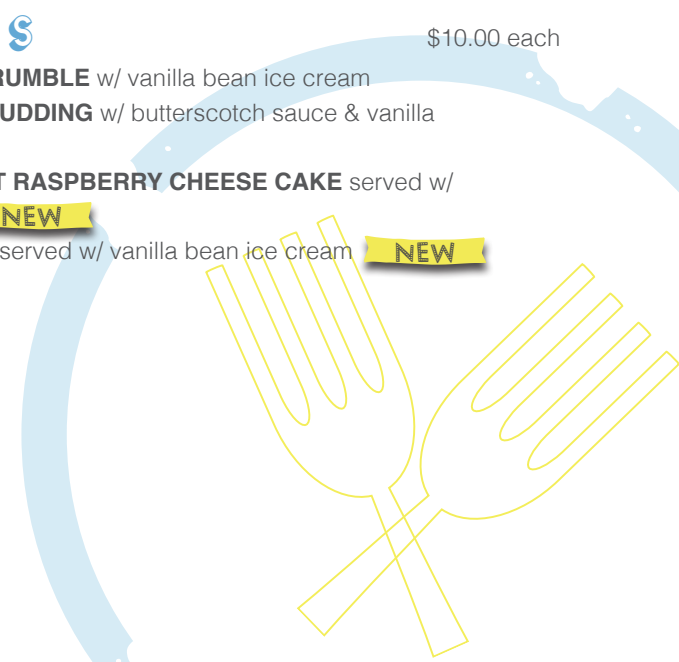 S $10.00 each
RUMBLE w/ vanilla bean ice cream
UDDING w/ butterscotch sauce & vanilla
T RASPBERRY CHEESE CAKE served w/
NEW
served w/ vanilla bean ice cream NEW